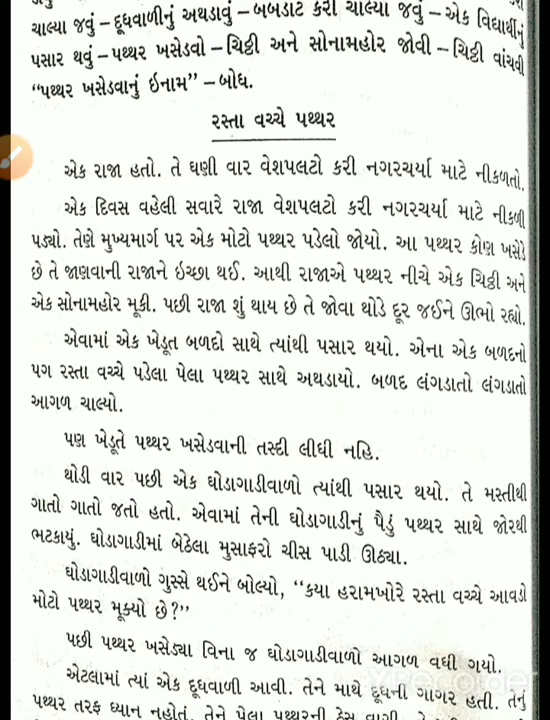 ચાલ્યા જવું – દૂધવાળીનું અથડાવું – બબડાટ કરી ચાલ્યા જવું – એક વિદ્યાર્થીનું
પસાર થવું – પથ્થર ખસેડવો – ચિઠ્ઠી અને સોનામહોર જોવી – ચિઠ્ઠી વાંચવી
“પથ્થર ખસેડવાનું ઇનામ” – બોધ.
રસ્તા વચ્ચે પથ્થર
એક રાજા હતો. તે ઘણી વાર વેશપલટો કરી નગરચર્યા માટે નીકળતો.
એક દિવસ વહેલી સવારે રાજા વેશપલટો કરી નગરચર્યા માટે નીકળી
પડ્યો. તેણે મુખ્યમાર્ગ પર એક મોટો પથ્થર પડેલો જોયો. આ પથ્થર કોણ ખસેડે
છે તે જાણવાની રાજાને ઇચ્છા થઈ. આથી રાજાએ પથ્થર નીચે એક ચિઠ્ઠી અને
એક સોનામહોર મૂકી. પછી રાજા શું થાય છે તે જોવા થોડે દૂર જઈને ઊભો રહ્યો.
એવામાં એક ખેડૂત બળદો સાથે ત્યાંથી પસાર થયો. એના એક બળદનો
પગ રસ્તા વચ્ચે પડેલા પેલા પથ્થર સાથે અથડાયો. બળદ લંગડાતો લંગડાતો
આગળ ચાલ્યો.
પણ ખેડૂતે પથ્થર ખસેડવાની તસ્દી લીધી નહિ.
થોડી વાર પછી એક ઘોડાગાડીવાળો ત્યાંથી પસાર થયો. તે મસ્તીથી
ગાતો ગાતો જતો હતો. એવામાં તેની ઘોડાગાડીનું પૈડું પથ્થર સાથે જોરથી
ભટકાયું. ઘોડાગાડીમાં બેઠેલા મુસાફરો ચીસ પાડી ઊઠ્યા.
ઘોડાગાડીવાળો ગુસ્સે થઈને બોલ્યો, “કયા હરામખોરે રસ્તા વચ્ચે આવડો
મોટો પથ્થર મૂક્યો છે?”
પછી પથ્થર ખસેડ્યા વિના જ ઘોડાગાડીવાળો આગળ વધી ગયો.
એટલામાં ત્યાં એક દૂધવાળી આવી. તેને માથે દૂધની ગાગર હતી. તેનું
પથ્થર તરફ ધ્યાન નહોતું. તેને પેલા પથ્થરની ઠેસ વાગી.
XRecorder